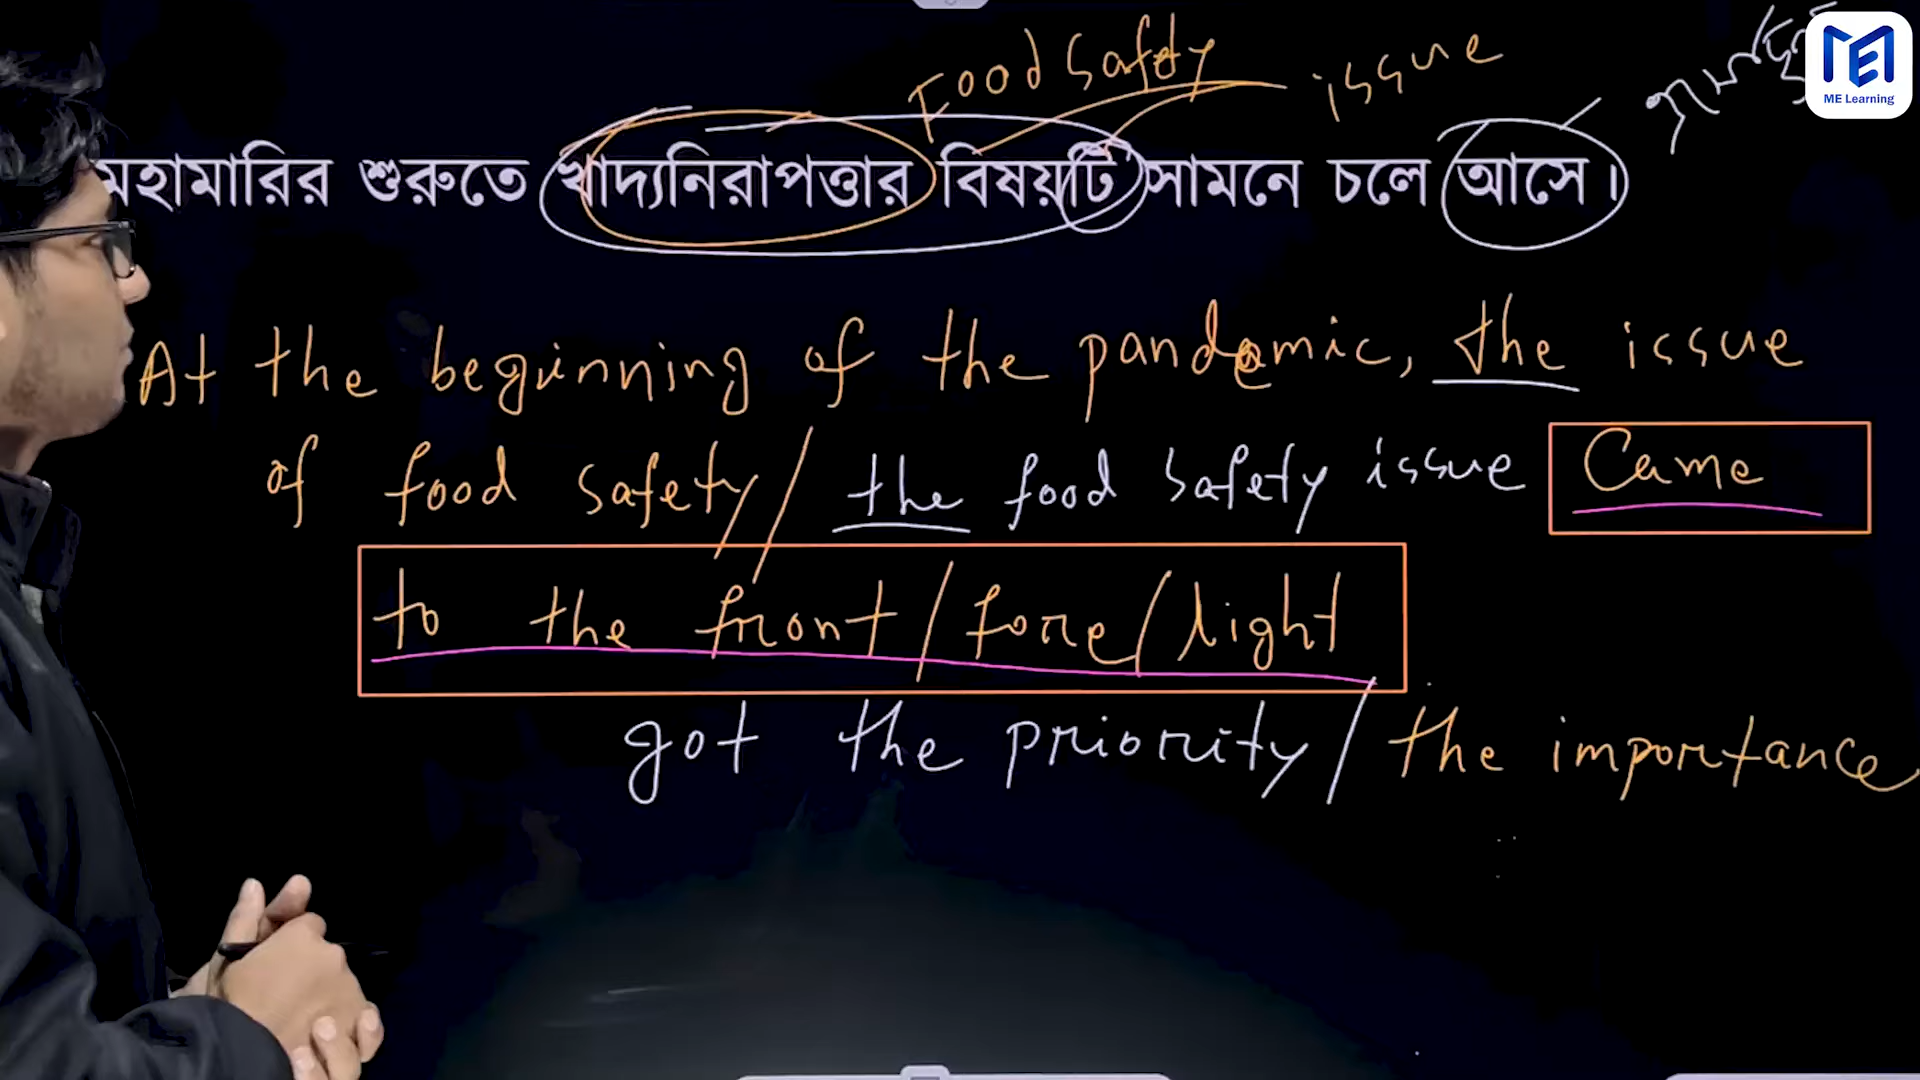 Food safety issue
ME Learning
মহামারির শুরুতে খাদ্যনিরাপত্তার বিষয়টি সামনে চলে আসে।
At the beginning of the pandemic, the issue
of food safety / the food safety issue Came
to the front / fore / light
got the priority / the importance